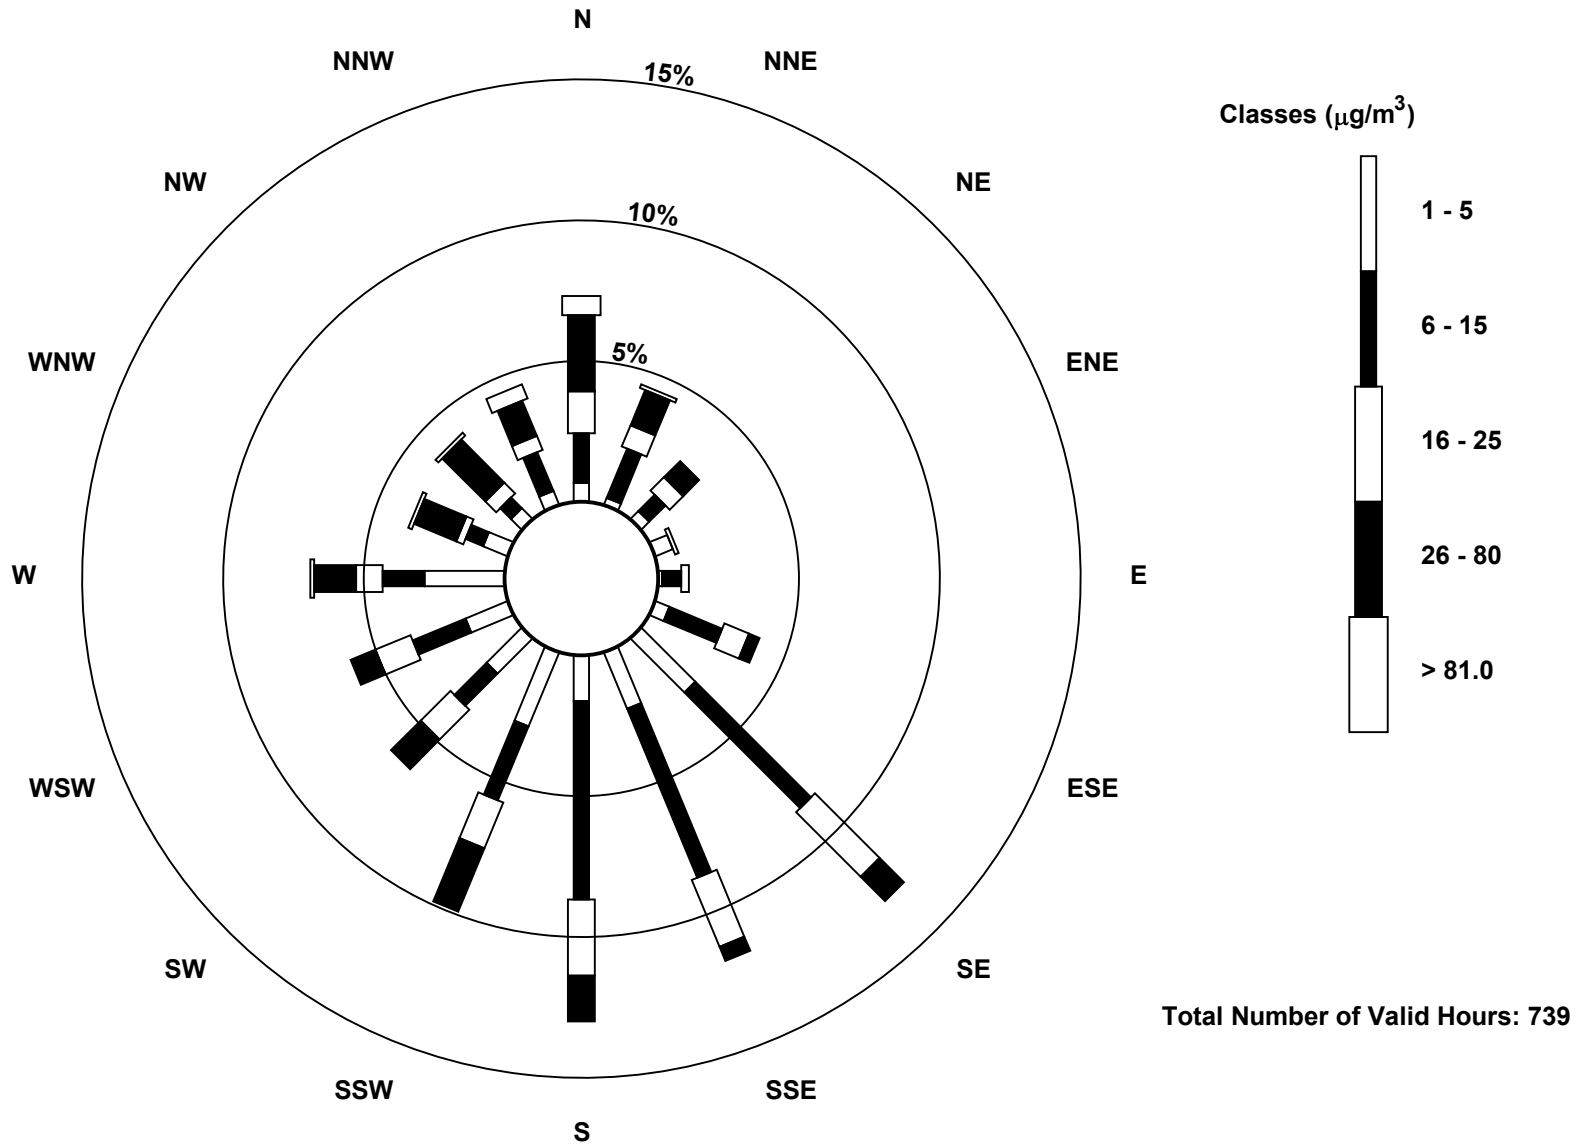 N
NNW
NNE
15%
Classes (μg/m³)
NW
NE
1 - 5
10%
6 - 15
5%
WNW
ENE
16 - 25
26 - 80
W
E
> 81.0
WSW
ESE
SW
SE
Total Number of Valid Hours: 739
SSW
SSE
S